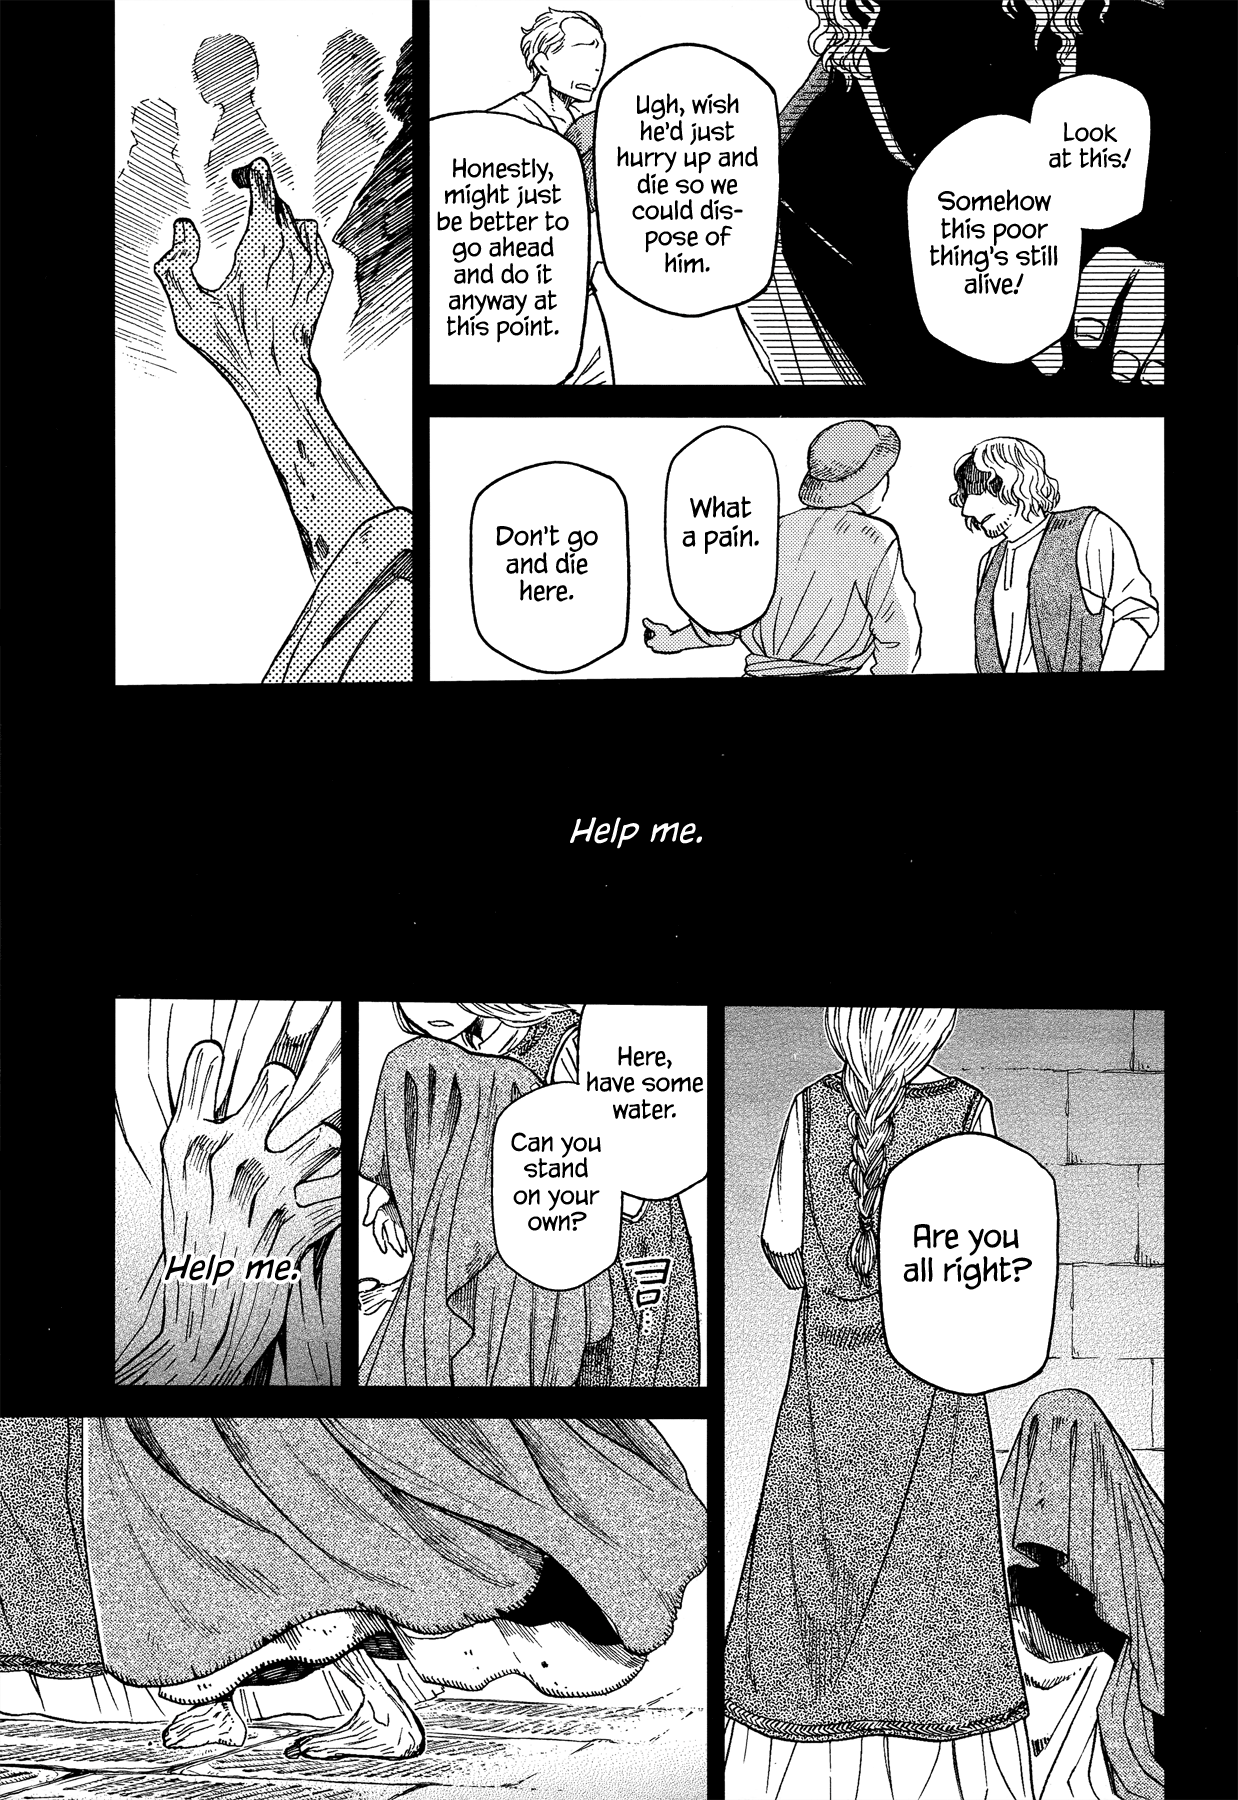 Look
at this!
Somehow
this poor
thing's still
alive!
Ugh, wish
he'd just
hurry up and
die so we
could dis-
pose of
him.
Honestly,
might just
be better to
go ahead
and do it
anyway at
this point.
What
a pain.
Don't go
and die
here.
Help me.
Are you
all right?
Here,
have some
water.
Can you
stand
on your
own?
ヨロ…
Help me.